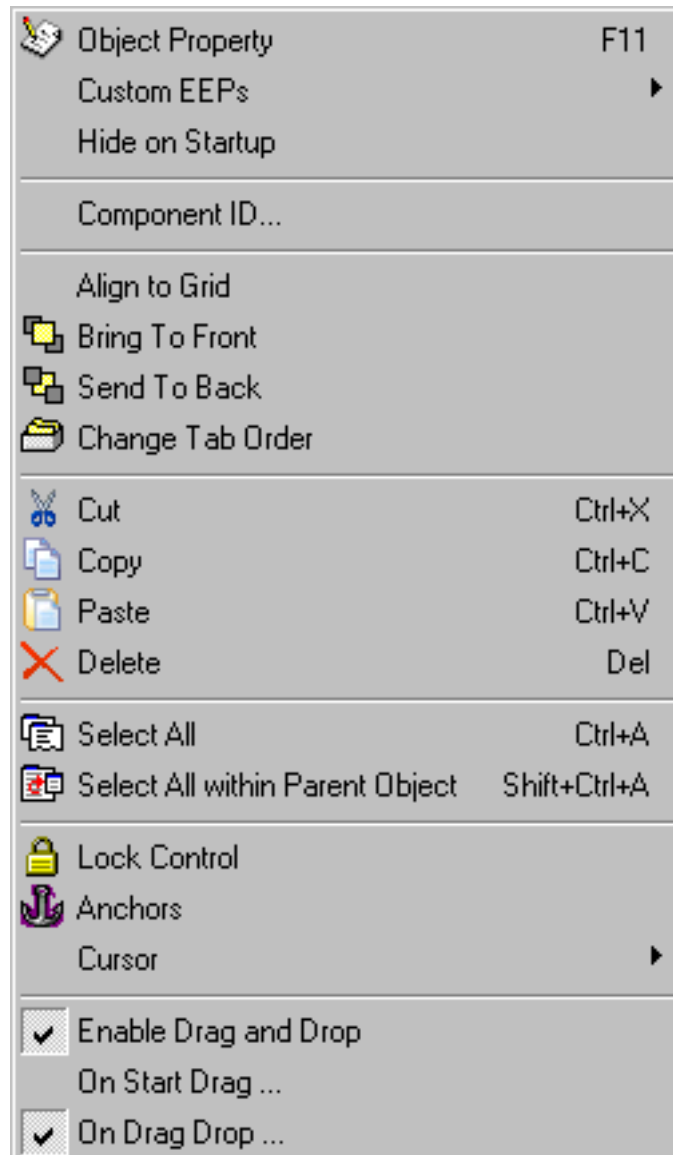 Object Property F11
Custom EEPs
Hide on Startup
Component ID...
Align to Grid
Bring To Front
Send To Back
Change Tab Order
Cut Ctrl+X
Copy Ctrl+C
Paste Ctrl+V
Delete Del
Select All Ctrl+A
Select All within Parent Object Shift+Ctrl+A
Lock Control
Anchors
Cursor
Enable Drag and Drop
On Start Drag ...
On Drag Drop ...